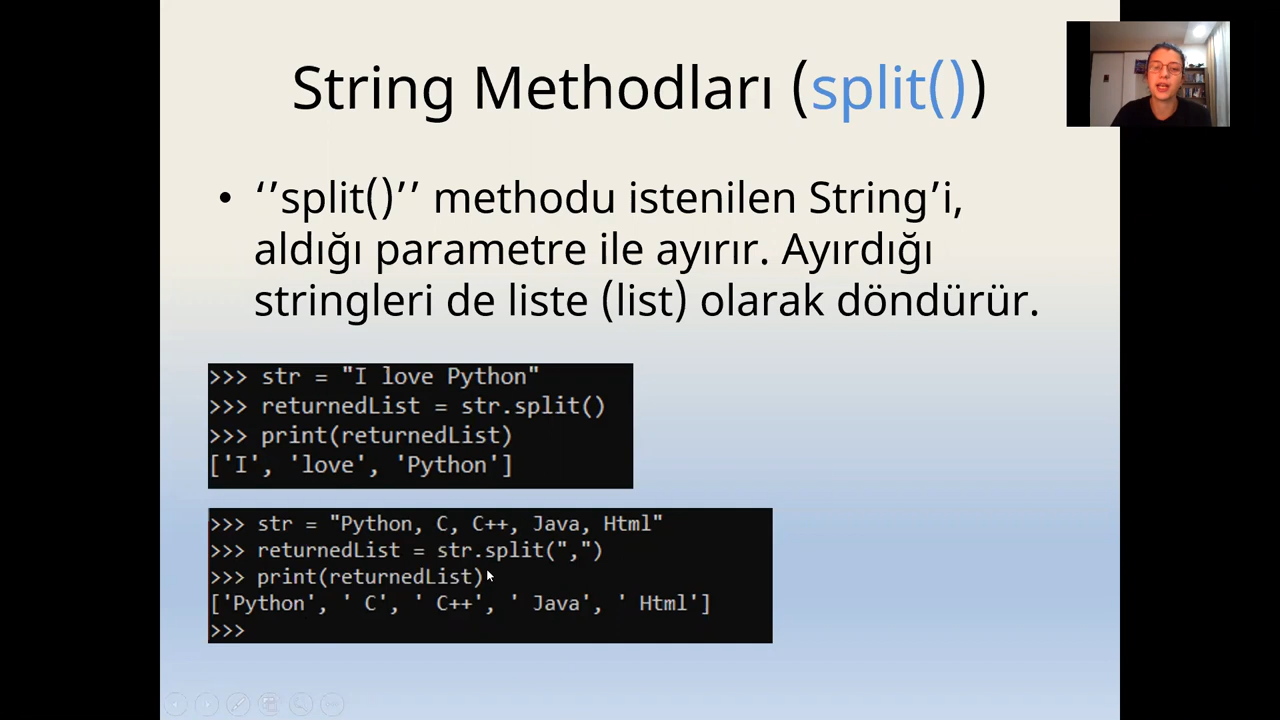 String Methodları (split())
• ‘’split()’’ methodu istenilen String’i,
aldığı parametre ile ayırır. Ayırdığı
stringleri de liste (list) olarak döndürür.
>>> str = "I love Python"
>>> returnedList = str.split()
>>> print(returnedList)
['I', 'love', 'Python']
>>> str = "Python, C, C++, Java, Html"
>>> returnedList = str.split(",")
>>> print(returnedList)
['Python', ' C', ' C++', ' Java', ' Html']
>>>